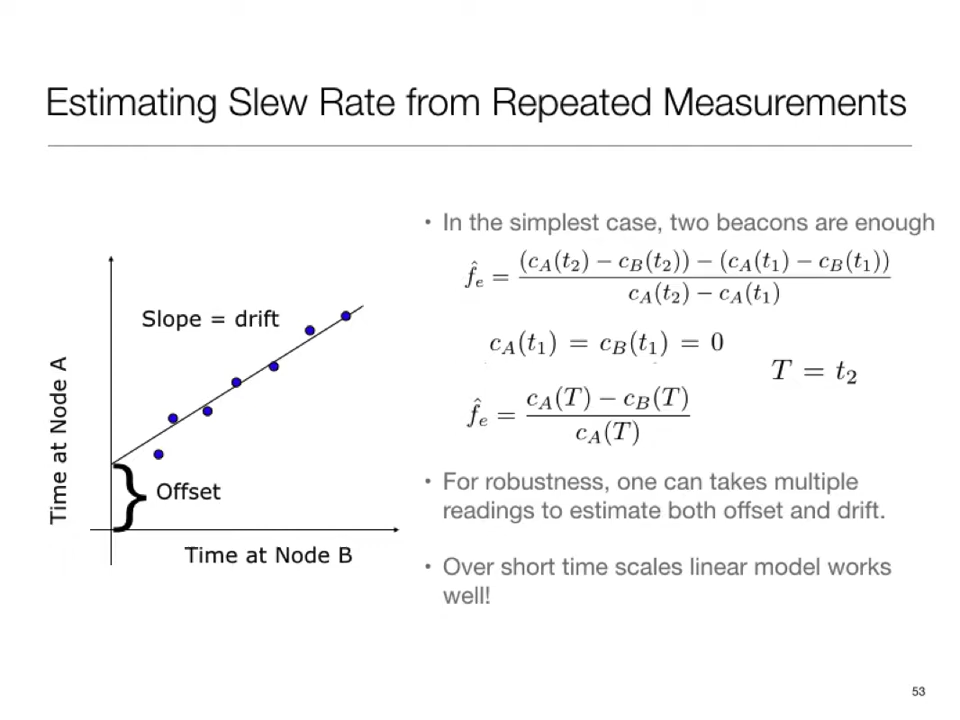 Estimating Slew Rate from Repeated Measurements
• In the simplest case, two beacons are enough
f̂_e = \frac{(c_A(t_2) − c_B(t_2)) − (c_A(t_1) − c_B(t_1))}{c_A(t_2) − c_A(t_1)}
c_A(t_1) = c_B(t_1) = 0
T = t_2
f̂_e = \frac{c_A(T) − c_B(T)}{c_A(T)}
• For robustness, one can takes multiple
readings to estimate both offset and drift.
• Over short time scales linear model works
well!
Slope = drift
Time at Node A
Offset
Time at Node B
53